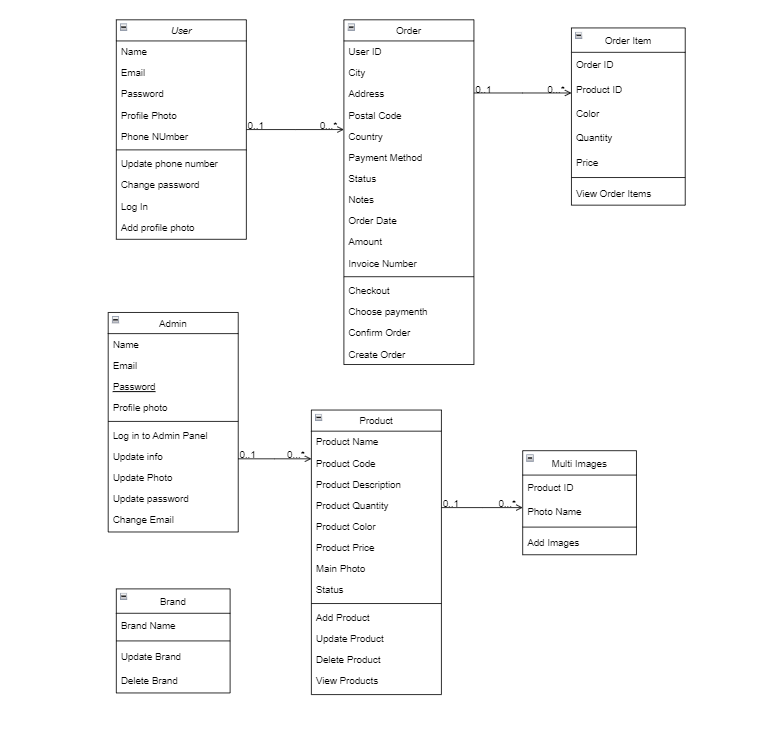 User
Name
Email
Password
Profile Photo
Phone NUmber
Update phone number
Change password
Log In
Add profile photo
0..1
0...*
Order
User ID
City
Address
Postal Code
Country
Payment Method
Status
Notes
Order Date
Amount
Invoice Number
Checkout
Choose paymenth
Confirm Order
Create Order
0..1
0...*
Order Item
Order ID
Product ID
Color
Quantity
Price
View Order Items
Admin
Name
Email
Password
Profile photo
Log in to Admin Panel
Update info
Update Photo
Update password
Change Email
0..1
0...*
Product
Product Name
Product Code
Product Description
Product Quantity
Product Color
Product Price
Main Photo
Status
Add Product
Update Product
Delete Product
View Products
0..1
0...*
Multi Images
Product ID
Photo Name
Add Images
Brand
Brand Name
Update Brand
Delete Brand